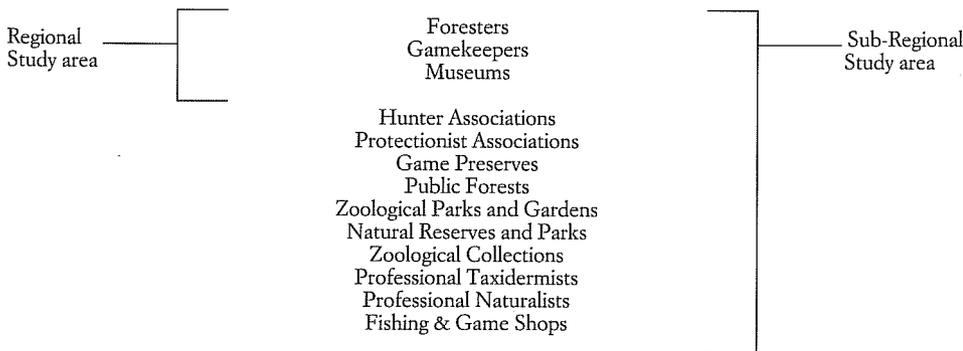 Regional
Study area
Foresters
Gamekeepers
Museums
Sub-Regional
Study area
Hunter Associations
Protectionist Associations
Game Preserves
Public Forests
Zoological Parks and Gardens
Natural Reserves and Parks
Zoological Collections
Professional Taxidermists
Professional Naturalists
Fishing & Game Shops